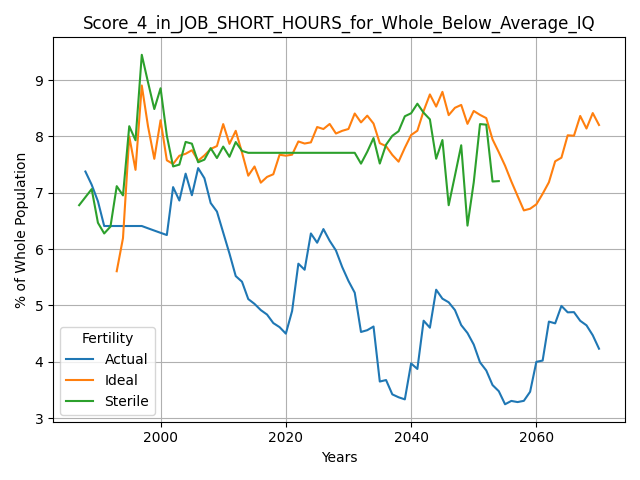 Score_4_in_JOB_SHORT_HOURS_for_Whole_Below_Average_IQ
% of Whole Population
9
8
7
6
5
4
3
Fertility
Actual
Ideal
Sterile
2000 2020 2040 2060
Years